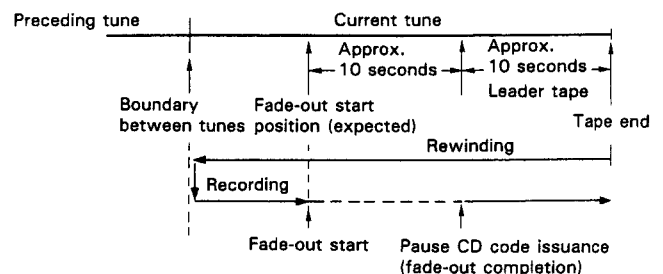 Preceding tune
Current tune
Approx.
10 seconds
Approx.
10 seconds
Leader tape
Boundary
between tunes
Fade-out start
position (expected)
Tape end
Rewinding
Recording
Fade-out start
Pause CD code issuance
(fade-out completion)